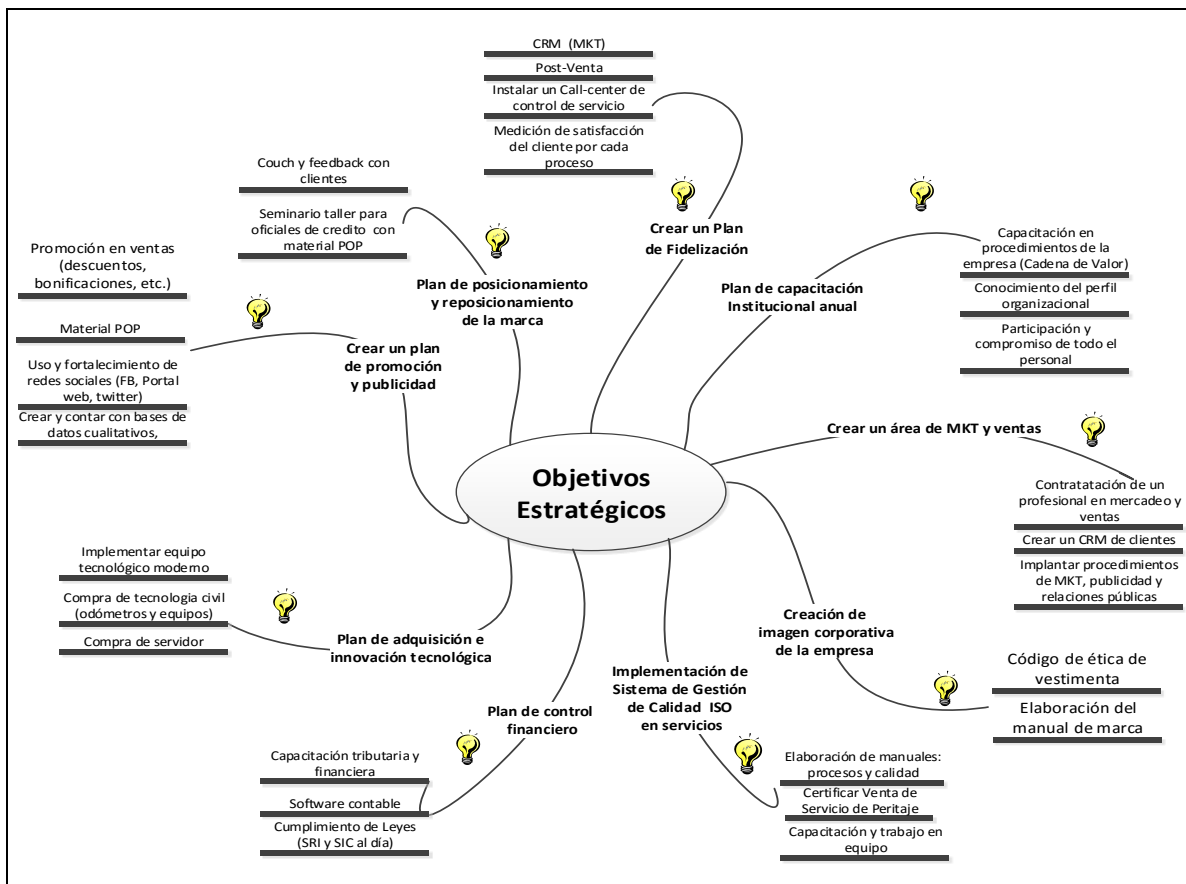 CRM  (MKT)
Post-Venta
Instalar un Call-center de
control de servicio
Medición de satisfacción
del cliente por cada
proceso
Crear un Plan
de Fidelización
Couch y feedback con
clientes
Seminario taller para
oficiales de credito  con
material POP
Plan de posicionamiento
y reposicionamiento
de la marca
Promoción en ventas
(descuentos,
bonificaciones, etc.)
Material POP
Uso y fortalecimiento de
redes sociales (FB, Portal
web, twitter)
Crear y contar con bases de
datos cualitativos,
Crear un plan
de promoción
y publicidad
Plan de capacitación
Institucional anual
Capacitación en
procedimientos de la
empresa (Cadena de Valor)
Conocimiento del perfil
organizacional
Participación y
compromiso de todo el
personal
Crear un área de MKT y ventas
Contratatación de un
profesional en mercadeo y
ventas
Crear un CRM de clientes
Implantar procedimientos
de MKT, publicidad y
relaciones públicas
Objetivos
Estratégicos
Implementar equipo
tecnológico moderno
Compra de tecnologia civil
(odómetros y equipos)
Compra de servidor
Plan de adquisición e
innovación tecnológica
Creación de
imagen corporativa
de la empresa
Código de ética de
vestimenta
Elaboración del
manual de marca
Plan de control
financiero
Capacitación tributaria y
financiera
Software contable
Cumplimiento de Leyes
(SRI y SIC al día)
Implementación de
Sistema de Gestión
de Calidad  ISO
en servicios
Elaboración de manuales:
procesos y calidad
Certificar Venta de
Servicio de Peritaje
Capacitación y trabajo en
equipo